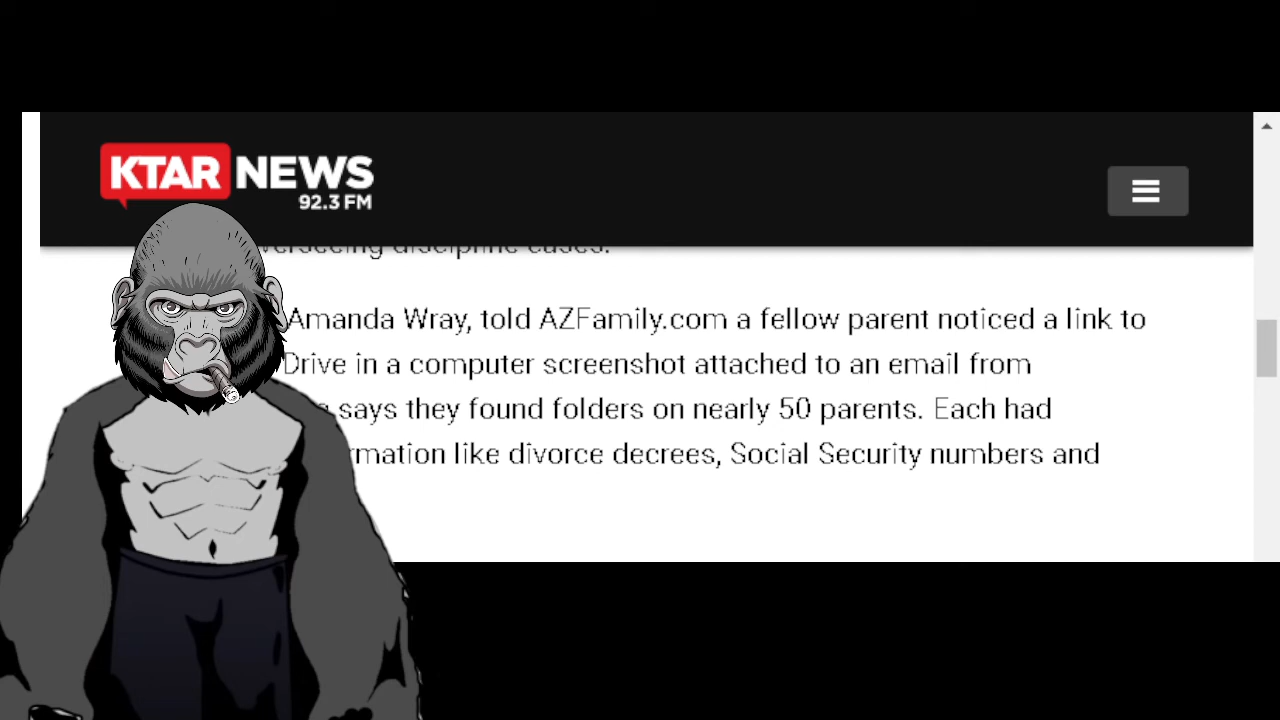 KTAR NEWS
92.3 FM
discipline cases.
Amanda Wray, told AZFamily.com a fellow parent noticed a link to
Drive in a computer screenshot attached to an email from
says they found folders on nearly 50 parents. Each had
rmation like divorce decrees, Social Security numbers and